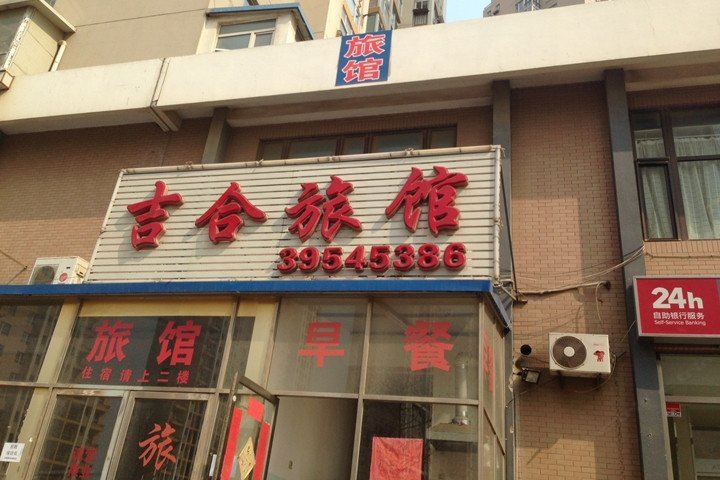 旅馆
吉合旅馆
39545386
24h
自助银行服务
Self-Service Banking
旅馆
住宿请上二楼
早餐
旅